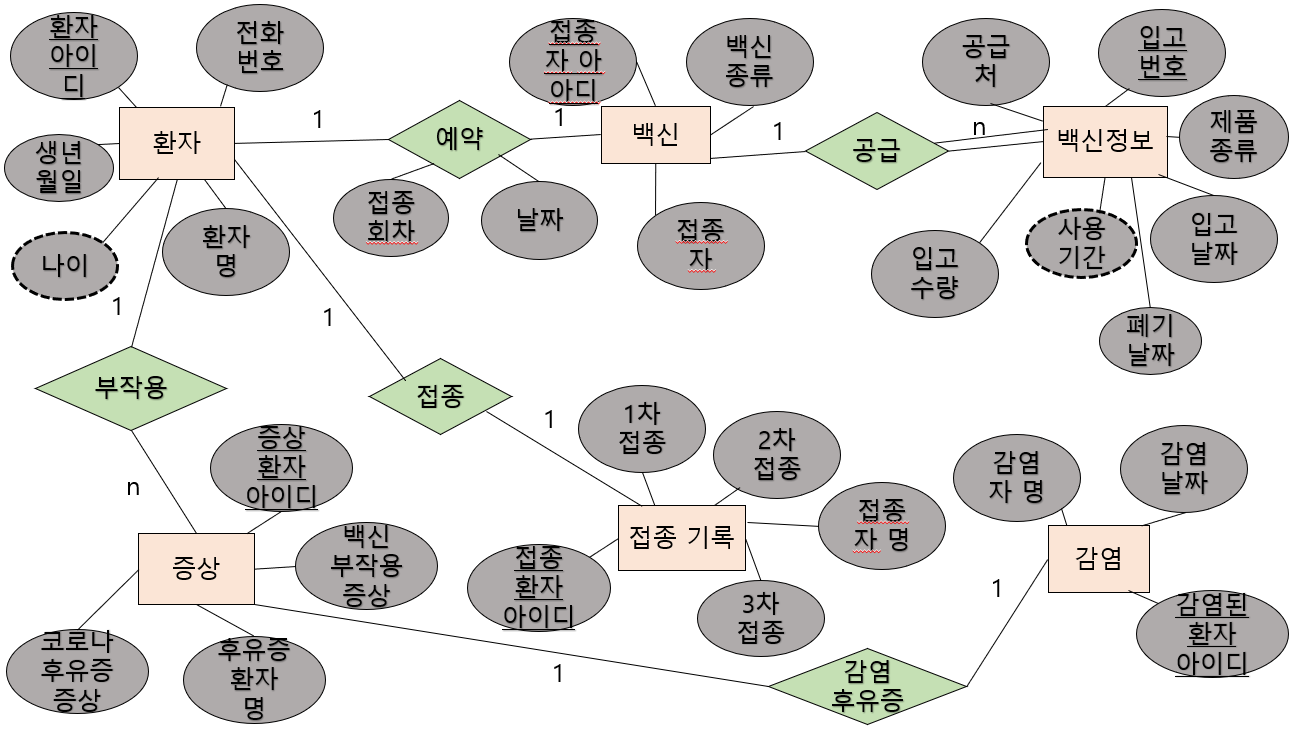 환자
아이
디
전화
번호
접종
자 아
아디
백신
종류
공급
처
입고
번호
환자
1
예약
1
백신
1
공급
n
백신정보
제품
종류
생년
월일
나이
환자
명
접종
회차
날짜
접종
자
입고
수량
사용
기간
입고
날짜
폐기
날짜
1
1
부작용
접종
1
n
증상
환자
아이디
1차
접종
2차
접종
접종
자 명
접종 기록
접종
환자
아이디
3차
접종
감염
자 명
감염
날짜
감염
감염된
환자
아이디
1
증상
백신
부작용
증상
코로나
후유증
증상
후유증
환자
명
1
감염
후유증